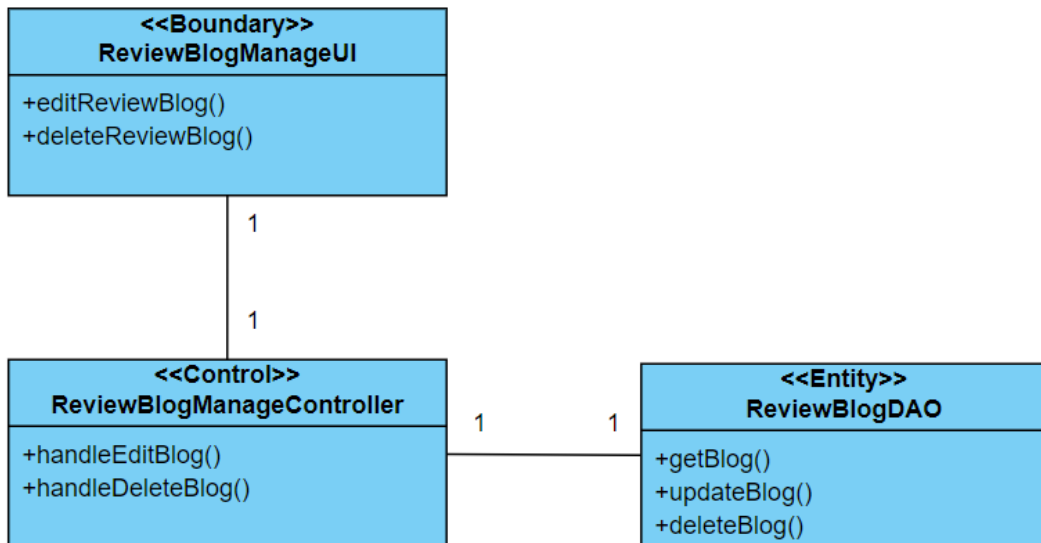 <<Boundary>>
ReviewBlogManageUI
+editReviewBlog()
+deleteReviewBlog()
1
1
<<Control>>
ReviewBlogManageController
+handleEditBlog()
+handleDeleteBlog()
1
1
<<Entity>>
ReviewBlogDAO
+getBlog()
+updateBlog()
+deleteBlog()